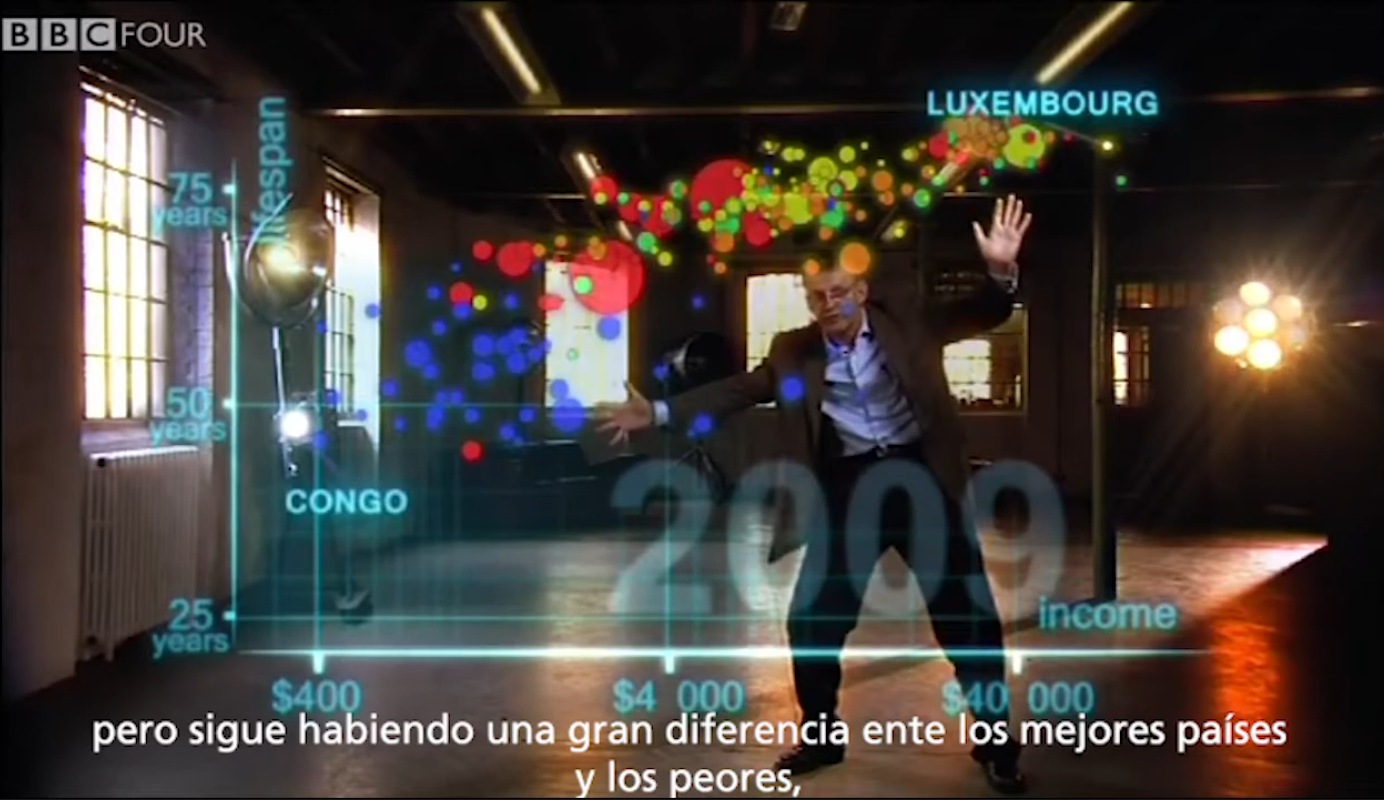 BBC FOUR
LUXEMBOURG
lifespan
75
years
50
years
CONGO
2009
25
years
income
$400
$4 000
$40 000
pero sigue habiendo una gran diferencia ente los mejores países
y los peores,